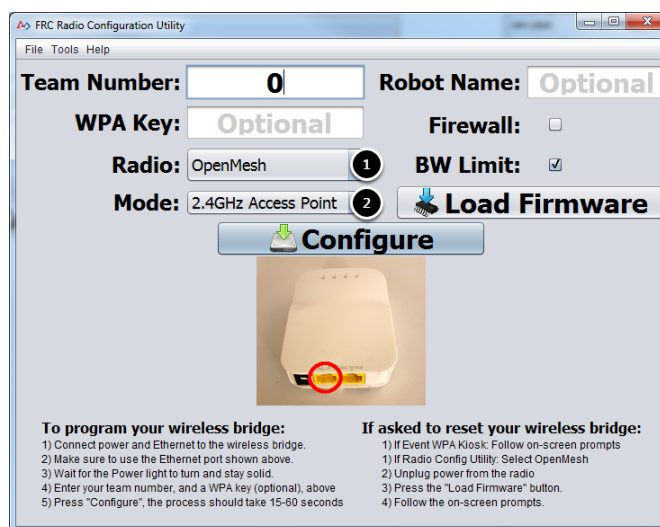 FRC Radio Configuration Utility
File Tools Help
Team Number: 0 Robot Name: Optional
WPA Key: Optional Firewall:
Radio: OpenMesh 1 BW Limit:
Mode: 2.4GHz Access Point 2 Load Firmware
Configure
To program your wireless bridge:
1) Connect power and Ethernet to the wireless bridge.
2) Make sure to use the Ethernet port shown above.
3) Wait for the Power light to turn and stay solid.
4) Enter your team number, and a WPA key (optional), above
5) Press "Configure", the process should take 15-60 seconds
If asked to reset your wireless bridge:
1) If Event WPA Kiosk: Follow on-screen prompts
1) If Radio Config Utility: Select OpenMesh
2) Unplug power from the radio
3) Press the "Load Firmware" button.
4) Follow the on-screen prompts.